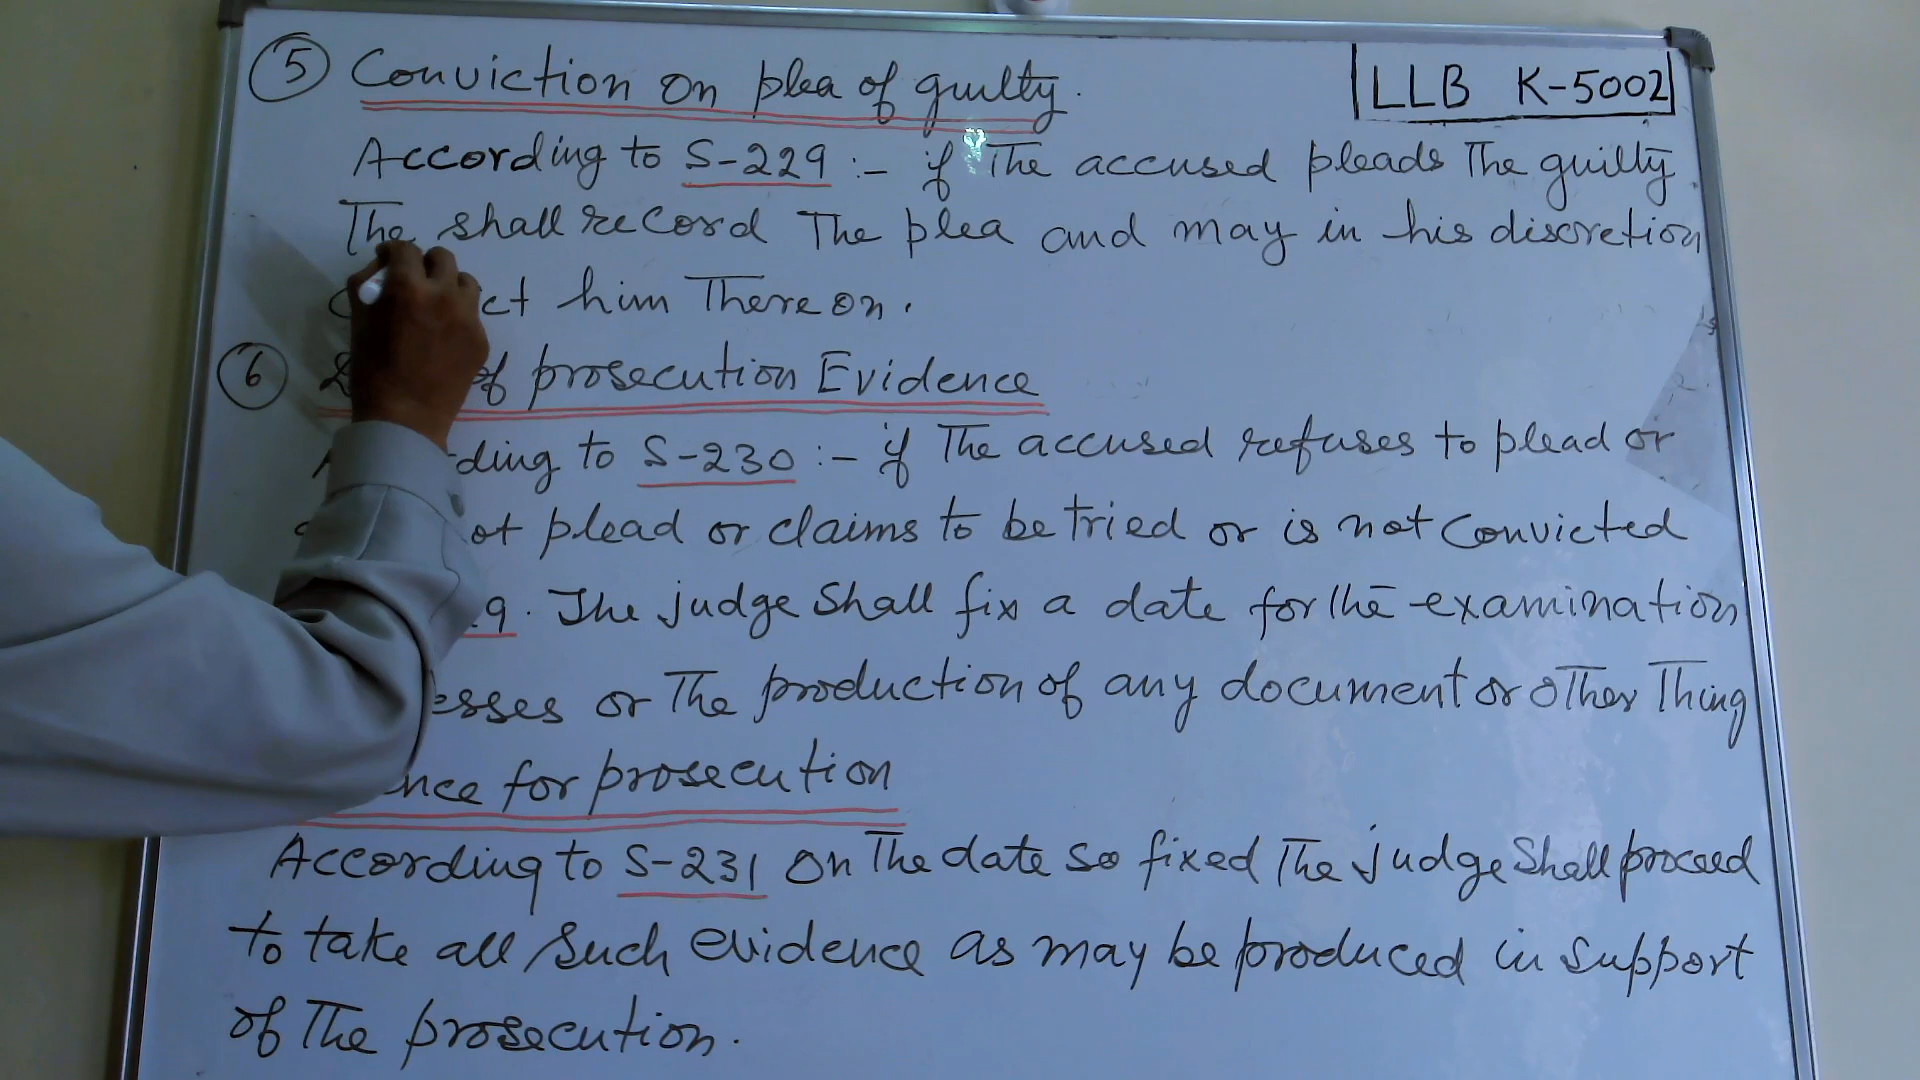 5 Conviction on plea of guilty.
LLB K-5002
According to S-229 :- if The accused pleads The guilty
The shall record The plea and may in his discretion
ct him Thereon.
6 of prosecution Evidence
ding to S-230 :- if The accused refuses to plead or
ot plead or claims to be tried or is not convicted
9. The judge shall fix a date for the examination
esses or The production of any document or other Thing
nce for prosecution
According to S-231 on The date so fixed The judge shall proceed
to take all such evidence as may be produced in support
of The prosecution.